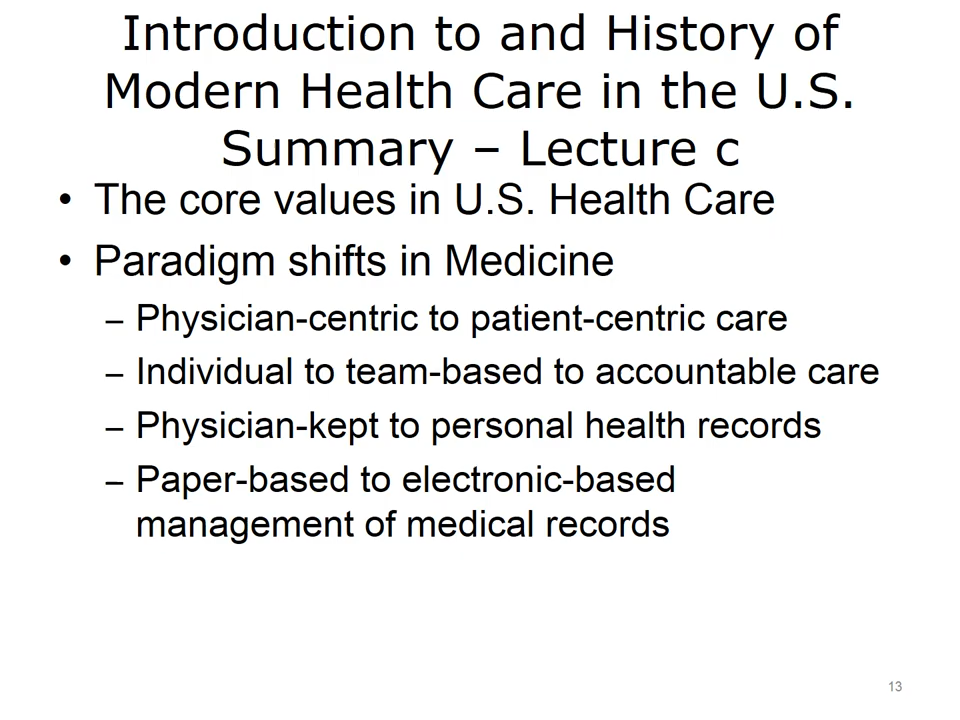 Introduction to and History of
Modern Health Care in the U.S.
Summary – Lecture c
• The core values in U.S. Health Care
• Paradigm shifts in Medicine
– Physician-centric to patient-centric care
– Individual to team-based to accountable care
– Physician-kept to personal health records
– Paper-based to electronic-based
management of medical records
13